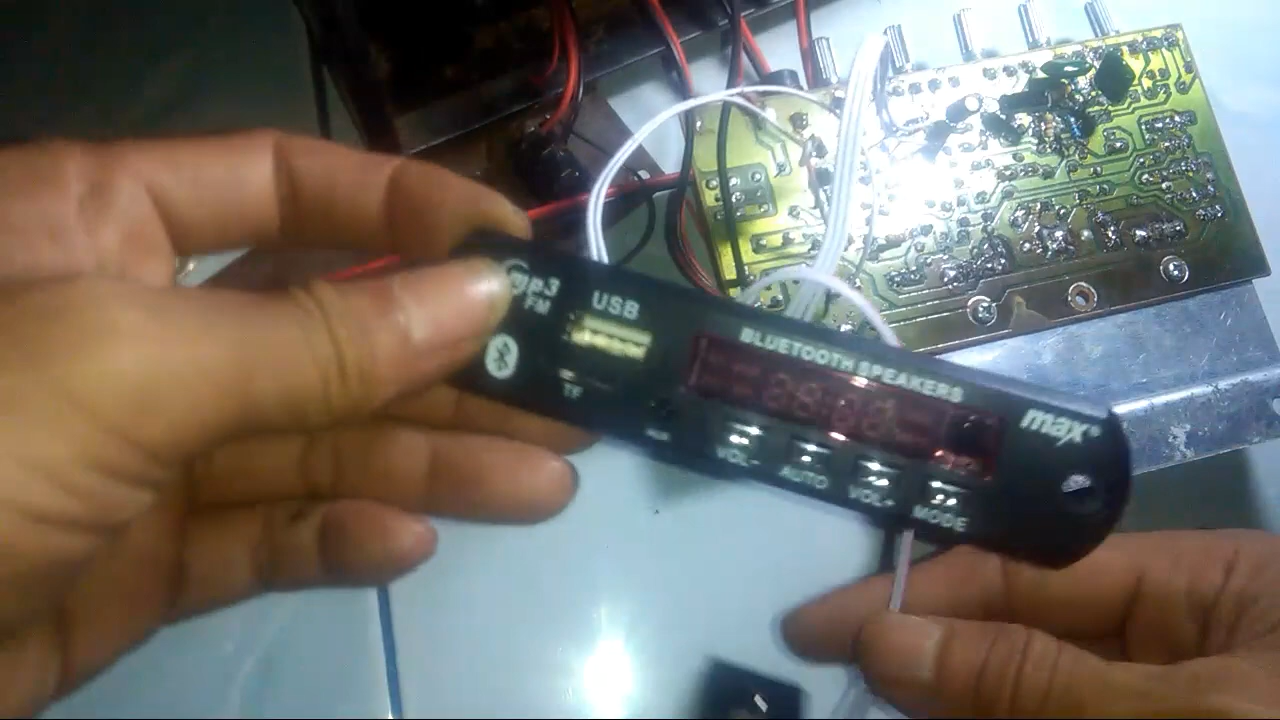 mp3
FM
USB
TF
BLUETOOTH SPEAKERS
max
VOL-
AUTO
VOL+
MODE